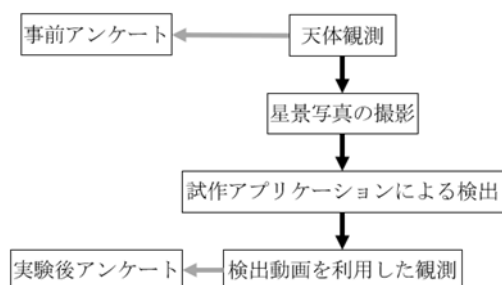 事前アンケート
天体観測
星景写真の撮影
試作アプリケーションによる検出
実験後アンケート
検出動画を利用した観測